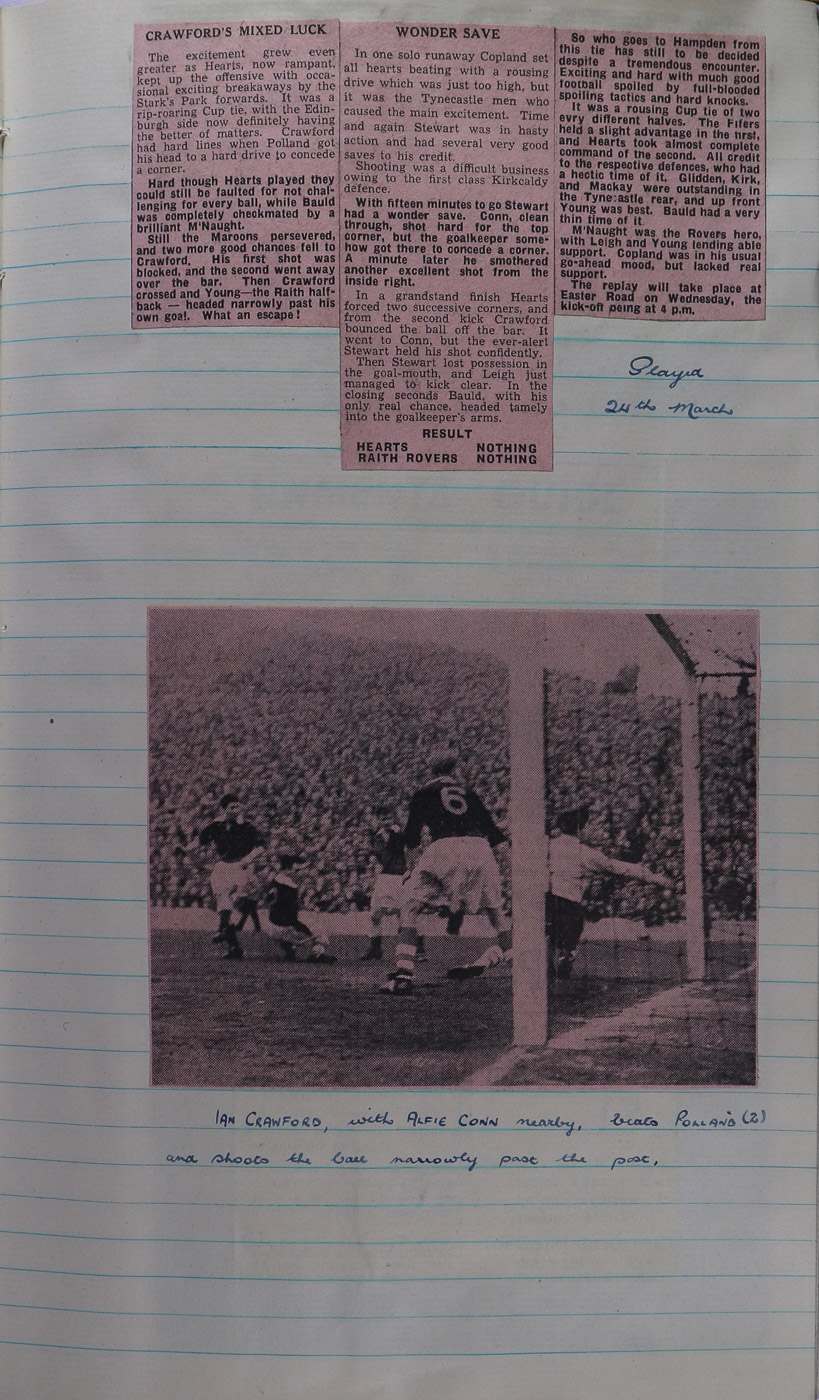 CRAWFORD'S MIXED LUCK
The excitement grew even
greater as Hearts, now rampant,
kept up the offensive with occa-
sional exciting breakaways by the
Stark's Park forwards. It was a
rip-roaring Cup tie, with the Edin-
burgh side now definitely having
the better of matters. Crawford
had hard lines when Polland got
his head to a hard drive to concede
a corner.
Hard though Hearts played they
could still be faulted for not chal-
lenging for every ball, while Bauld
was completely checkmated by a
brilliant M'Naught.
Still the Maroons persevered,
and two more good chances fell to
Crawford. His first shot was
blocked, and the second went away
over the bar. Then Crawford
crossed and Young—the Raith half-
back — headed narrowly past his
own goal. What an escape!
WONDER SAVE
In one solo runaway Copland set
all hearts beating with a rousing
drive which was just too high, but
it was the Tynecastle men who
caused the main excitement. Time
and again Stewart was in hasty
action and had several very good
saves to his credit.
Shooting was a difficult business
owing to the first class Kirkcaldy
defence.
With fifteen minutes to go Stewart
had a wonder save. Conn, clean
through, shot hard for the top
corner, but the goalkeeper some-
how got there to concede a corner.
A minute later he smothered
another excellent shot from the
inside right.
In a grandstand finish Hearts
forced two successive corners, and
from the second kick Crawford
bounced the ball off the bar. It
went to Conn, but the ever-alert
Stewart held his shot confidently.
Then Stewart lost possession in
the goal-mouth, and Leigh just
managed to kick clear. In the
closing seconds Bauld, with his
only real chance, headed tamely
into the goalkeeper's arms.
RESULT
HEARTS NOTHING
RAITH ROVERS NOTHING
So who goes to Hampden from
this tie has still to be decided
despite a tremendous encounter.
Exciting and hard with much good
football spoiled by full-blooded
spoiling tactics and hard knocks.
It was a rousing Cup tie of two
evry different halves. The Fifers
held a slight advantage in the first,
and Hearts took almost complete
command of the second. All credit
to the respective defences, who had
a hectic time of it. Glidden, Kirk,
and Mackay were outstanding in
the Tyne:astle rear, and up front
Young was best. Bauld had a very
thin time of it.
M'Naught was the Rovers hero,
with Leigh and Young lending able
support. Copland was in his usual
go-ahead mood, but lacked real
support.
The replay will take place at
Easter Road on Wednesday, the
kick-off peing at 4 p.m.
Played
24th March
6
IAN CRAWFORD, with ALFIE CONN nearby, beats POLLAND (2)
and shoots the ball narrowly past the post,